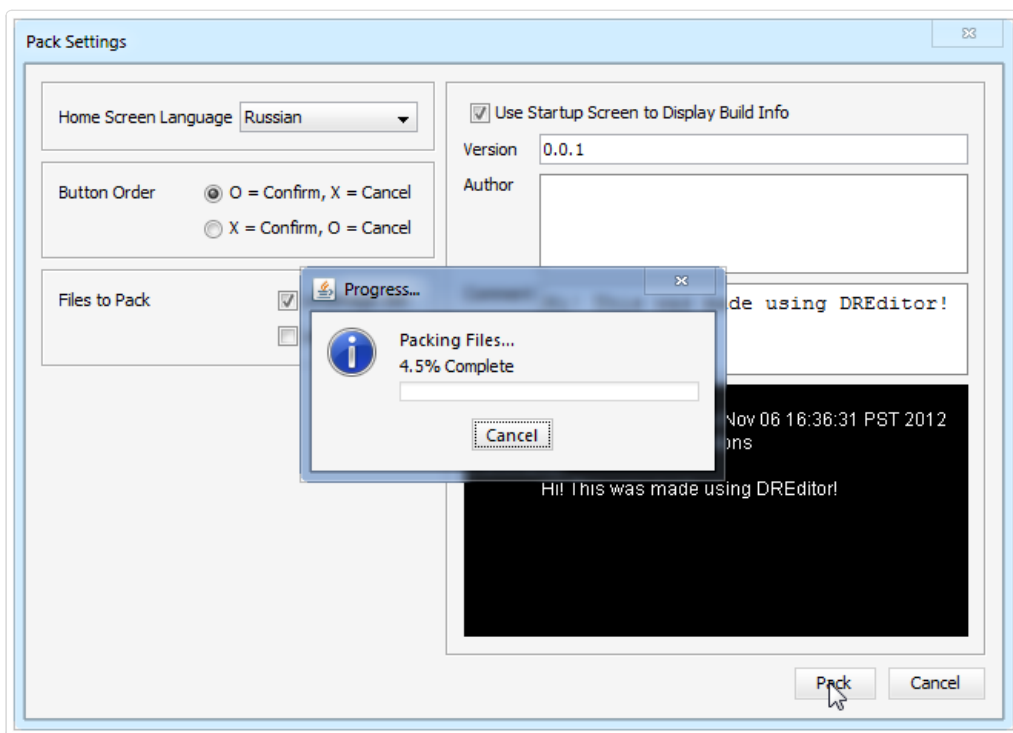 Pack Settings
Home Screen Language Russian
Button Order
O = Confirm, X = Cancel
X = Confirm, O = Cancel
Files to Pack
Use Startup Screen to Display Build Info
Version 0.0.1
Author
de using DREditor!
Nov 06 16:36:31 PST 2012
ons
Hi! This was made using DREditor!
Progress...
Packing Files...
4.5% Complete
Cancel
Pack
Cancel